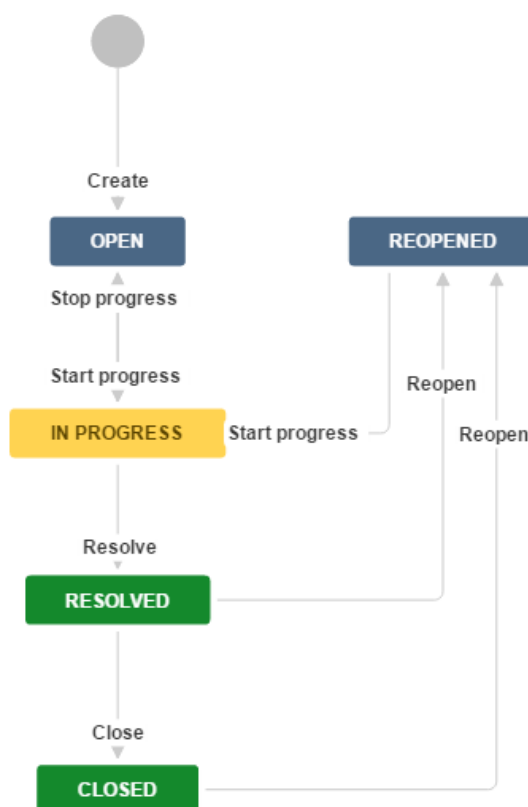 Create
OPEN
REOPENED
Stop progress
Start progress
Reopen
IN PROGRESS
Start progress
Reopen
Resolve
RESOLVED
Close
CLOSED